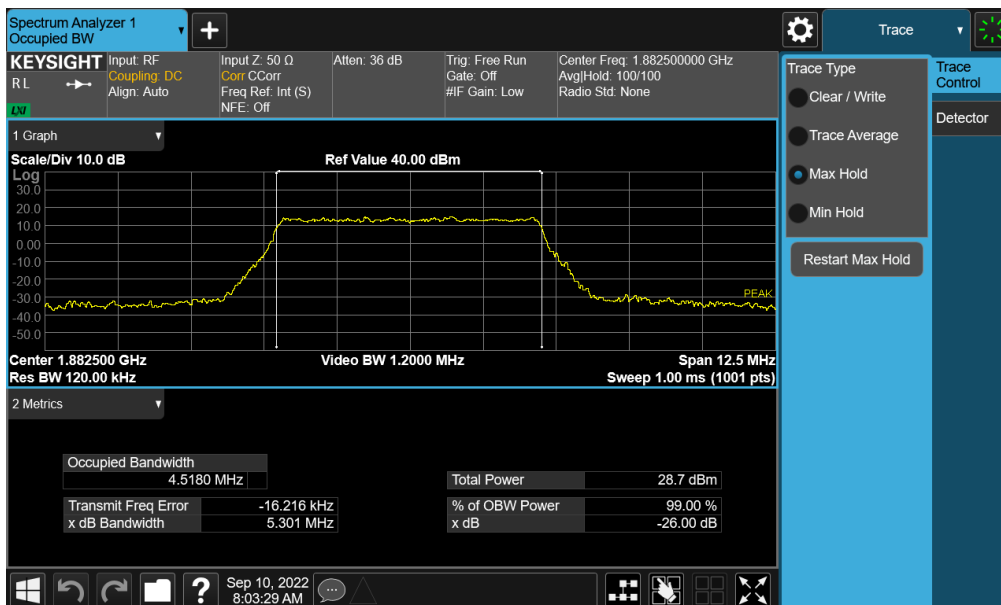 Spectrum Analyzer 1
Occupied BW
Trace
KEYSIGHT
R L
LXI
Input: RF
Coupling: DC
Align: Auto
Input Z: 50 Ω
Corr CCorr
Freq Ref: Int (S)
NFE: Off
Atten: 36 dB
Trig: Free Run
Gate: Off
#IF Gain: Low
Center Freq: 1.882500000 GHz
Avg|Hold: 100/100
Radio Std: None
Trace Type
Clear / Write
Trace Average
Max Hold
Min Hold
Restart Max Hold
Trace
Control
Detector
1 Graph
Scale/Div 10.0 dB
Ref Value 40.00 dBm
Log
30.0
20.0
10.0
0.00
-10.0
-20.0
-30.0
-40.0
-50.0
PEAK
Center 1.882500 GHz
Video BW 1.2000 MHz
Span 12.5 MHz
Res BW 120.00 kHz
Sweep 1.00 ms (1001 pts)
2 Metrics
Occupied Bandwidth
4.5180 MHz
Total Power 28.7 dBm
Transmit Freq Error -16.216 kHz
% of OBW Power 99.00 %
x dB Bandwidth 5.301 MHz
x dB -26.00 dB
?
Sep 10, 2022
8:03:29 AM